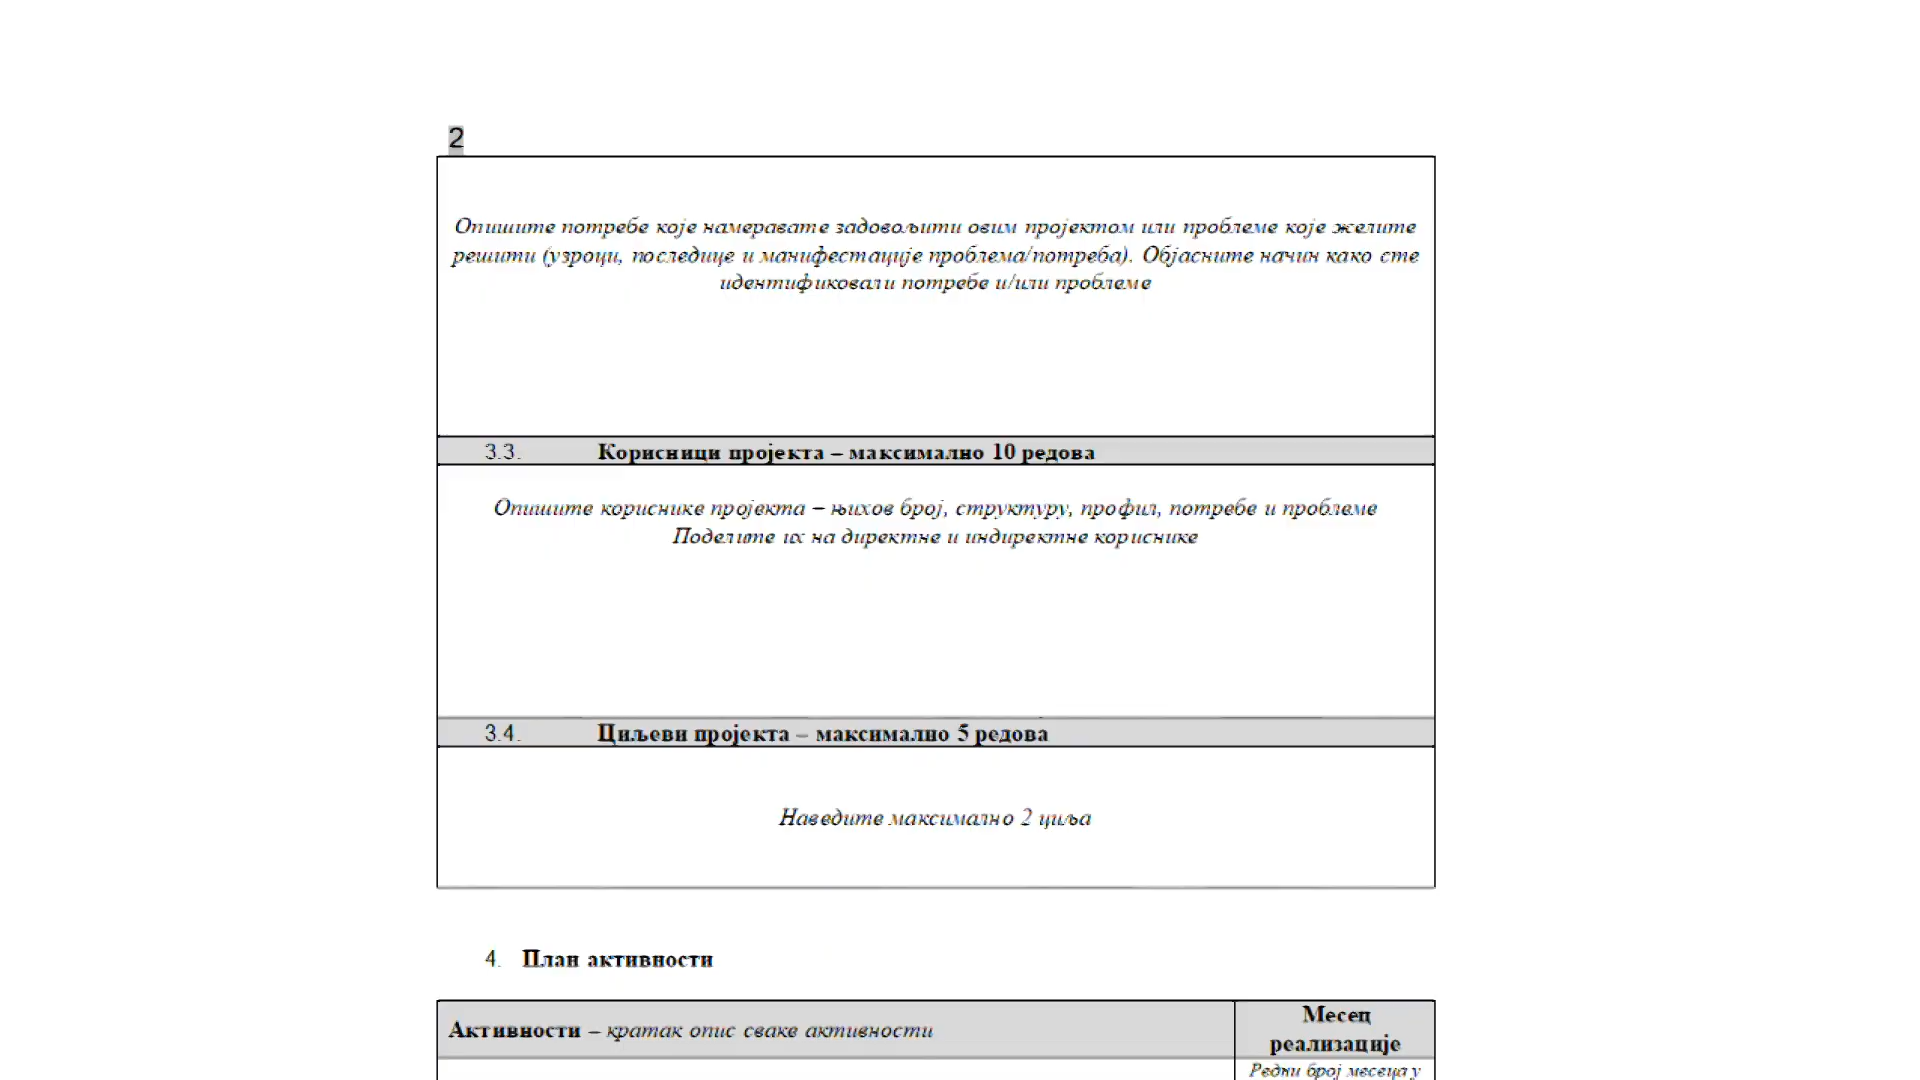 2
Опишите потребе које намеравате задовољити овим пројектом или проблеме које желите
решити (узроци, последице и манифестације проблема/потреба). Објасните начин како сте
идентификовали потребе и/или проблеме
3.3. Корисници пројекта – максимално 10 редова
Опишите кориснике пројекта – њихов број, структуру, профил, потребе и проблеме
Поделите их на директне и индиректне кориснике
3.4. Циљеви пројекта – максимално 5 редова
Наведите максимално 2 циља
4. План активности
Активности – кратак опис сваке активности
Месец
реализације
Редни број месеца у